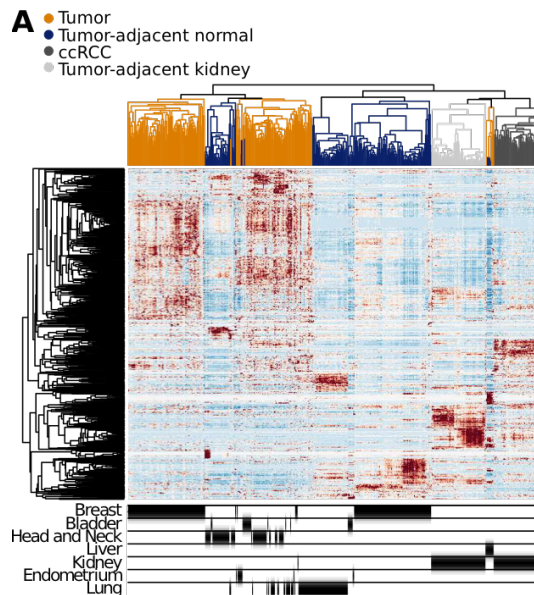 A
Tumor
Tumor-adjacent normal
ccRCC
Tumor-adjacent kidney
Breast
Bladder
Head and Neck
Liver
Kidney
Endometrium
Lung